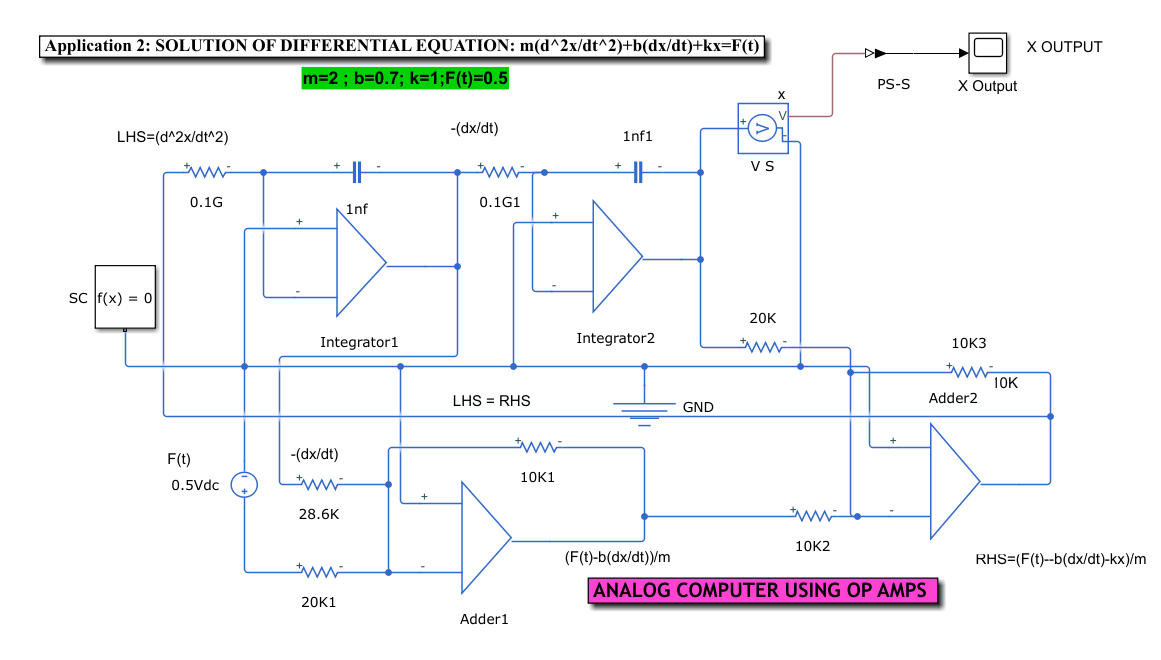 Application 2: SOLUTION OF DIFFERENTIAL EQUATION: m(d^2x/dt^2)+b(dx/dt)+kx=F(t)
m=2 ; b=0.7; k=1;F(t)=0.5
X OUTPUT
PS-S
X Output
x
V
+
-
V
V S
LHS=(d^2x/dt^2)
-(dx/dt)
1nf1
+ -
+ -
+ -
+ -
0.1G
1nf
0.1G1
+
-
+
-
SC
f(x) = 0
Integrator1
Integrator2
20K
+ -
10K3
+ -
10K
Adder2
LHS = RHS
GND
F(t)
0.5Vdc
-
+
-(dx/dt)
+ -
28.6K
+ -
10K1
+
-
+ -
20K1
Adder1
(F(t)-b(dx/dt))/m
+ -
10K2
+
-
RHS=(F(t)--b(dx/dt)-kx)/m
ANALOG COMPUTER USING OP AMPS